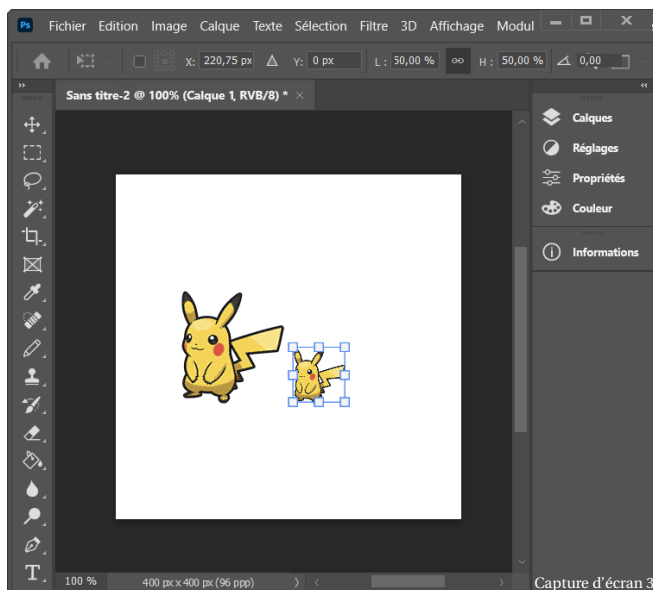 Ps Fichier Edition Image Calque Texte Sélection Filtre 3D Affichage Modul
X: 220,75 px Y: 0 px L : 50,00 % H : 50,00 % 0,00
Sans titre-2 @ 100% (Calque 1, RVB/8) * ×
Calques
Réglages
Propriétés
Couleur
Informations
100 % 400 px x 400 px (96 ppp)
Capture d'écran 3